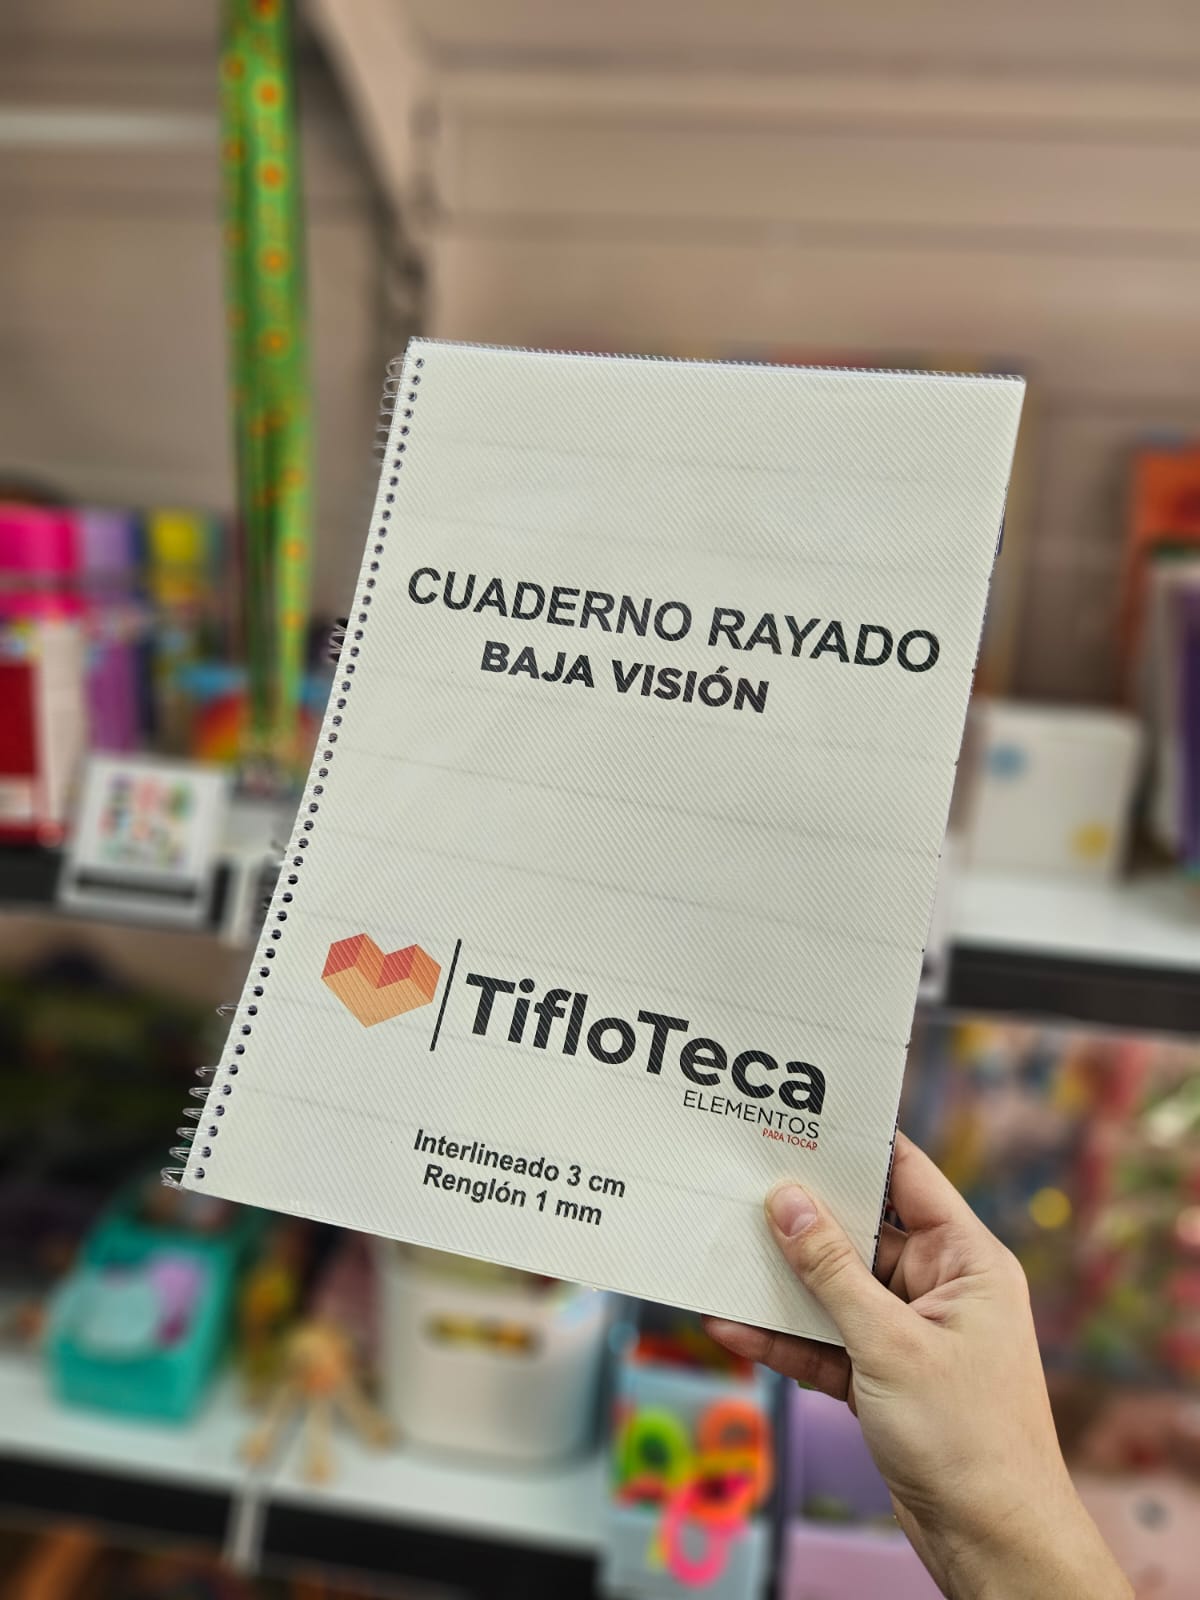 CUADERNO RAYADO
BAJA VISIÓN
TifloTeca
ELEMENTOS
PARA TOCAR
Interlineado 3 cm
Renglón 1 mm